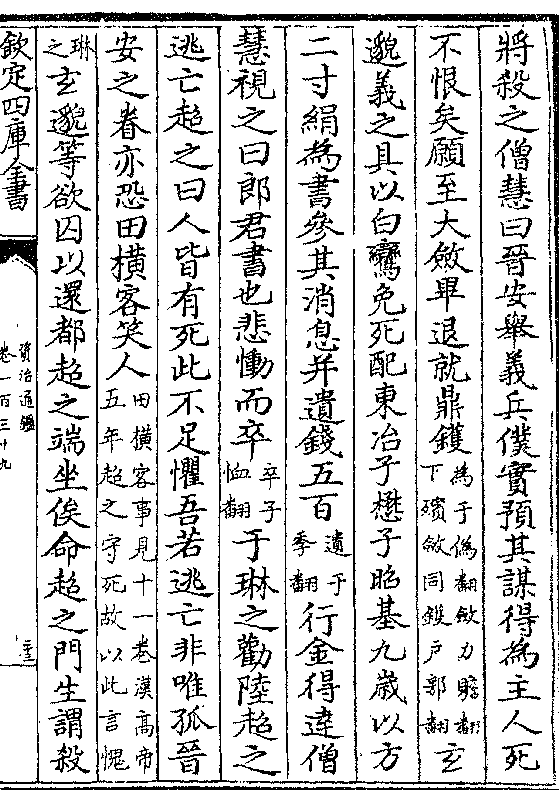 將殺之僧慧曰晉安舉義兵僕實預其謀得為主人死
不恨矣願至大斂畢退就鼎鑊為于偽翻斂力贍翻下殯斂同鑊戸郭翻玄
邈義之具以白鸞免死配東冶子懋子昭基九歲以方
二寸絹為書參其消息并遺錢五百遺于季翻行金得達僧
慧視之曰郎君書也悲慟而卒卒子恤翻于琳之勸陸超之
逃亡超之曰人皆有死此不足懼吾若逃亡非唯孤晉
安之眷亦恐田横客笑人田横客事見十一卷漢高帝五年超之守死故以此言愧
琳之玄邈等欲囚以還都超之端坐俟命超之門生謂殺
欽定四庫全書
資治通鑑
卷一百三十九